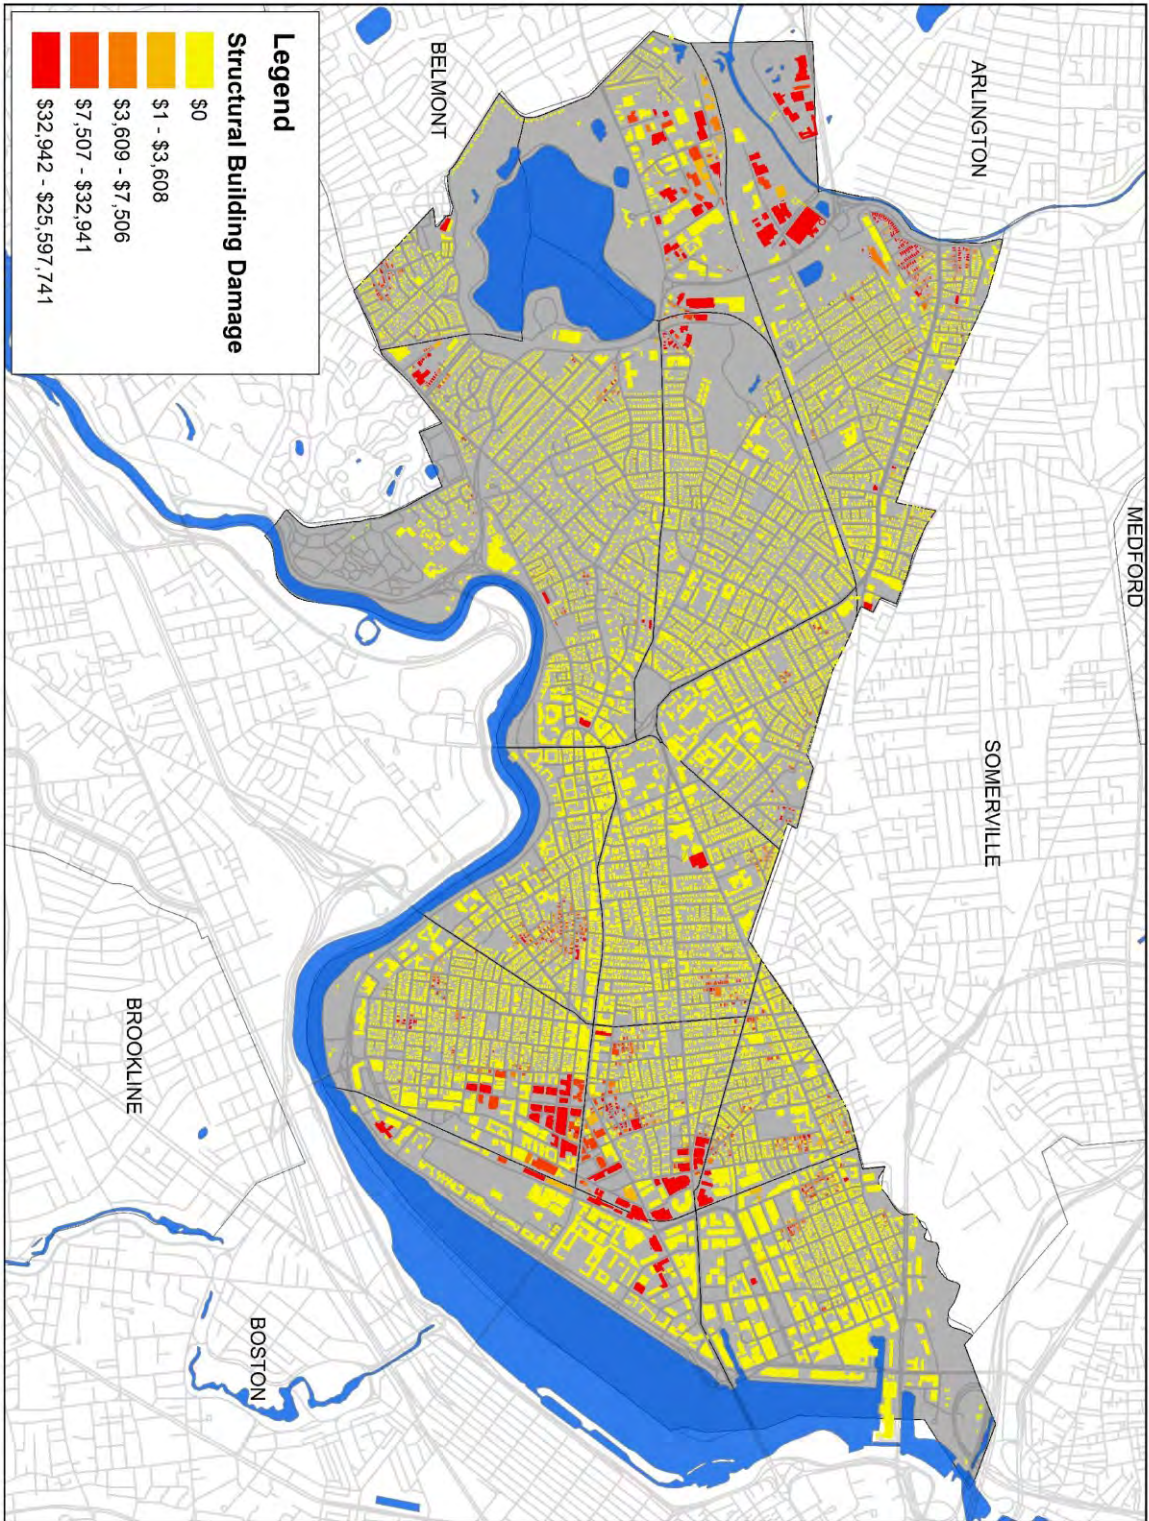 Legend
Structural Building Damage
$0
$1 - $3,608
$3,609 - $7,506
$7,507 - $32,941
$32,942 - $25,597,741
BELMONT
ARLINGTON
MEDFORD
SOMERVILLE
BROOKLINE
BOSTON